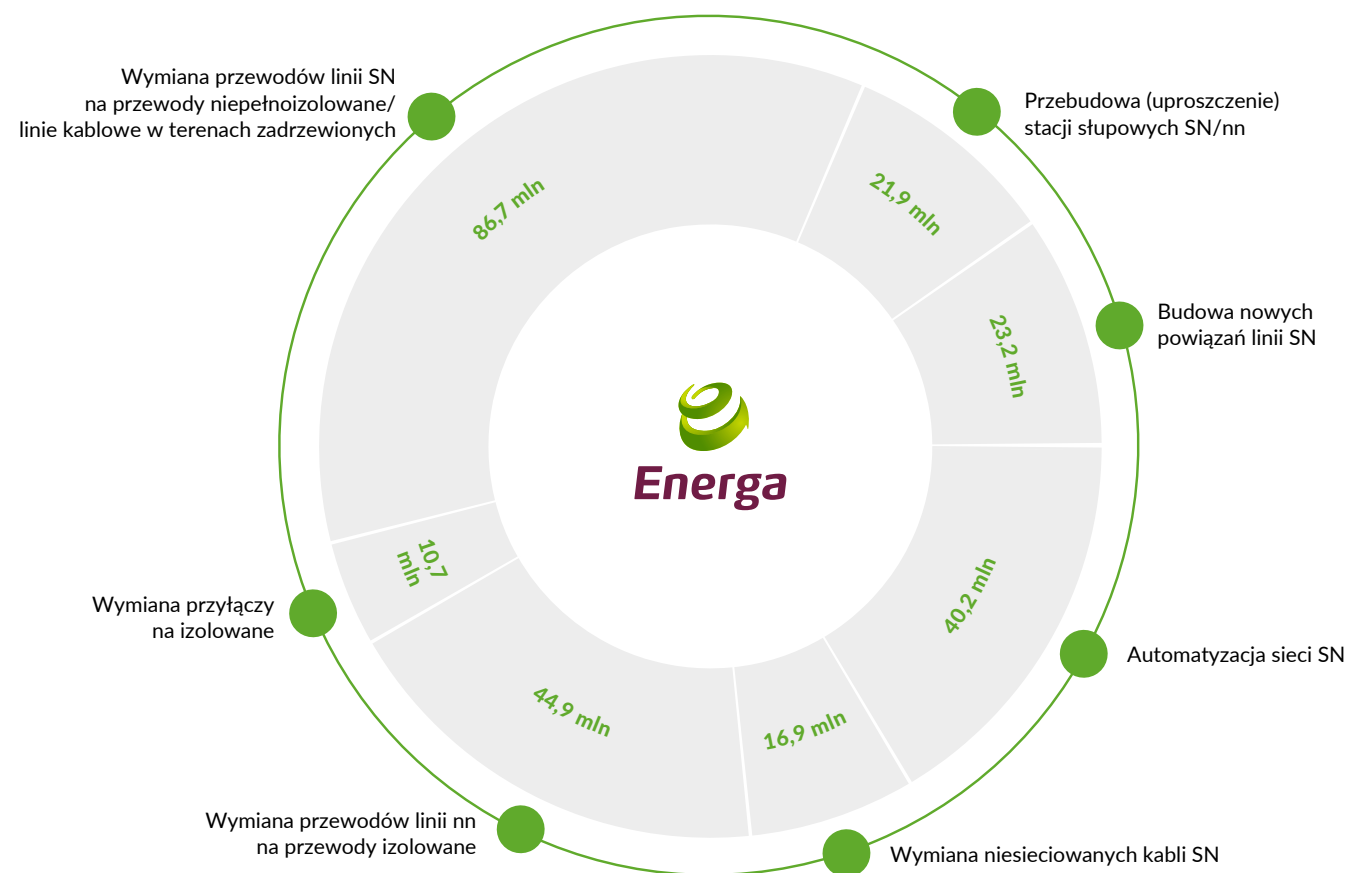 Wymiana przewodów linii SN
na przewody niepełnoizolowane/
linie kablowe w terenach zadrzewionych
86,7 mln
Przebudowa (uproszczenie)
stacji słupowych SN/nn
21,9 mln
Budowa nowych
powiązań linii SN
23,2 mln
Energa
Automatyzacja sieci SN
40,2 mln
Wymiana niesieciowanych kabli SN
16,9 mln
Wymiana przewodów linii nn
na przewody izolowane
44,9 mln
Wymiana przyłączy
na izolowane
10,7
mln